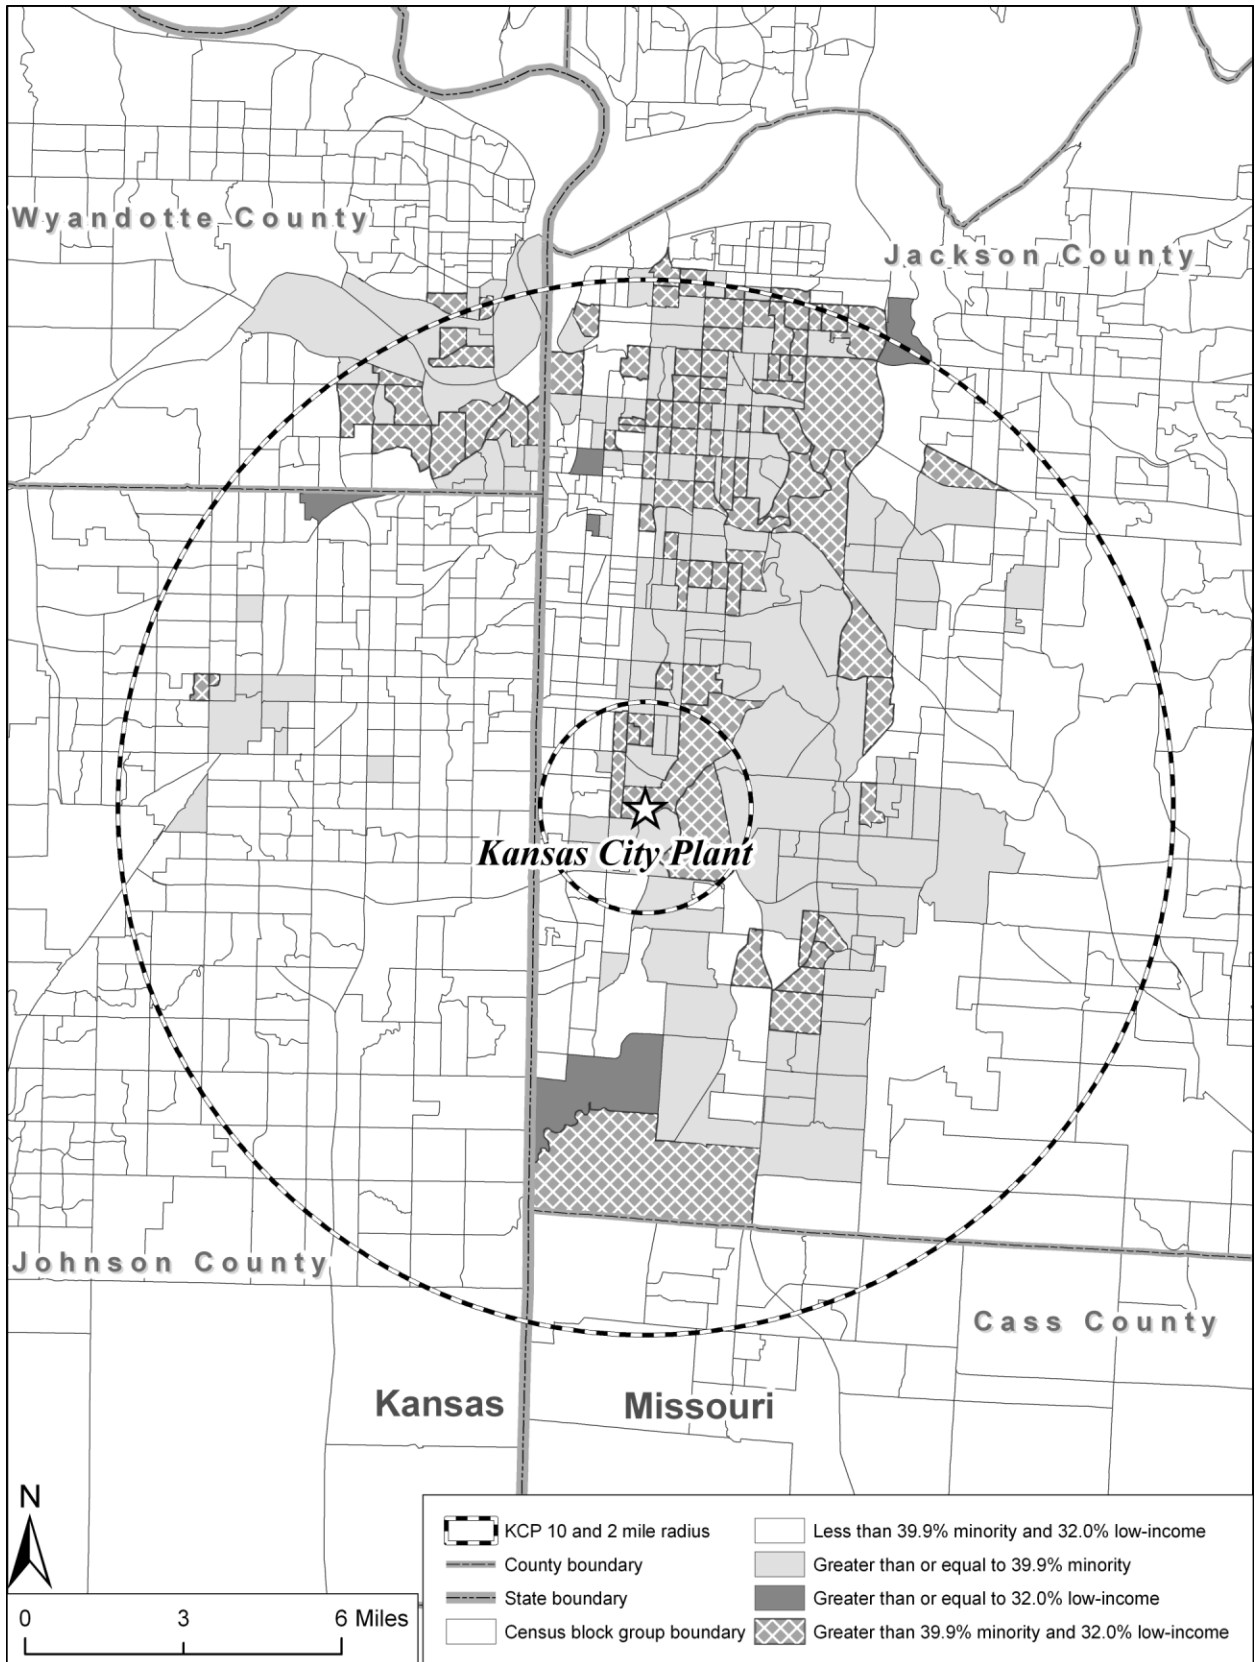 Wyandotte County
Jackson County
Kansas City Plant
Johnson County
Cass County
Kansas
Missouri
N
0 3 6 Miles
KCP 10 and 2 mile radius
County boundary
State boundary
Census block group boundary
Less than 39.9% minority and 32.0% low-income
Greater than or equal to 39.9% minority
Greater than or equal to 32.0% low-income
Greater than 39.9% minority and 32.0% low-income